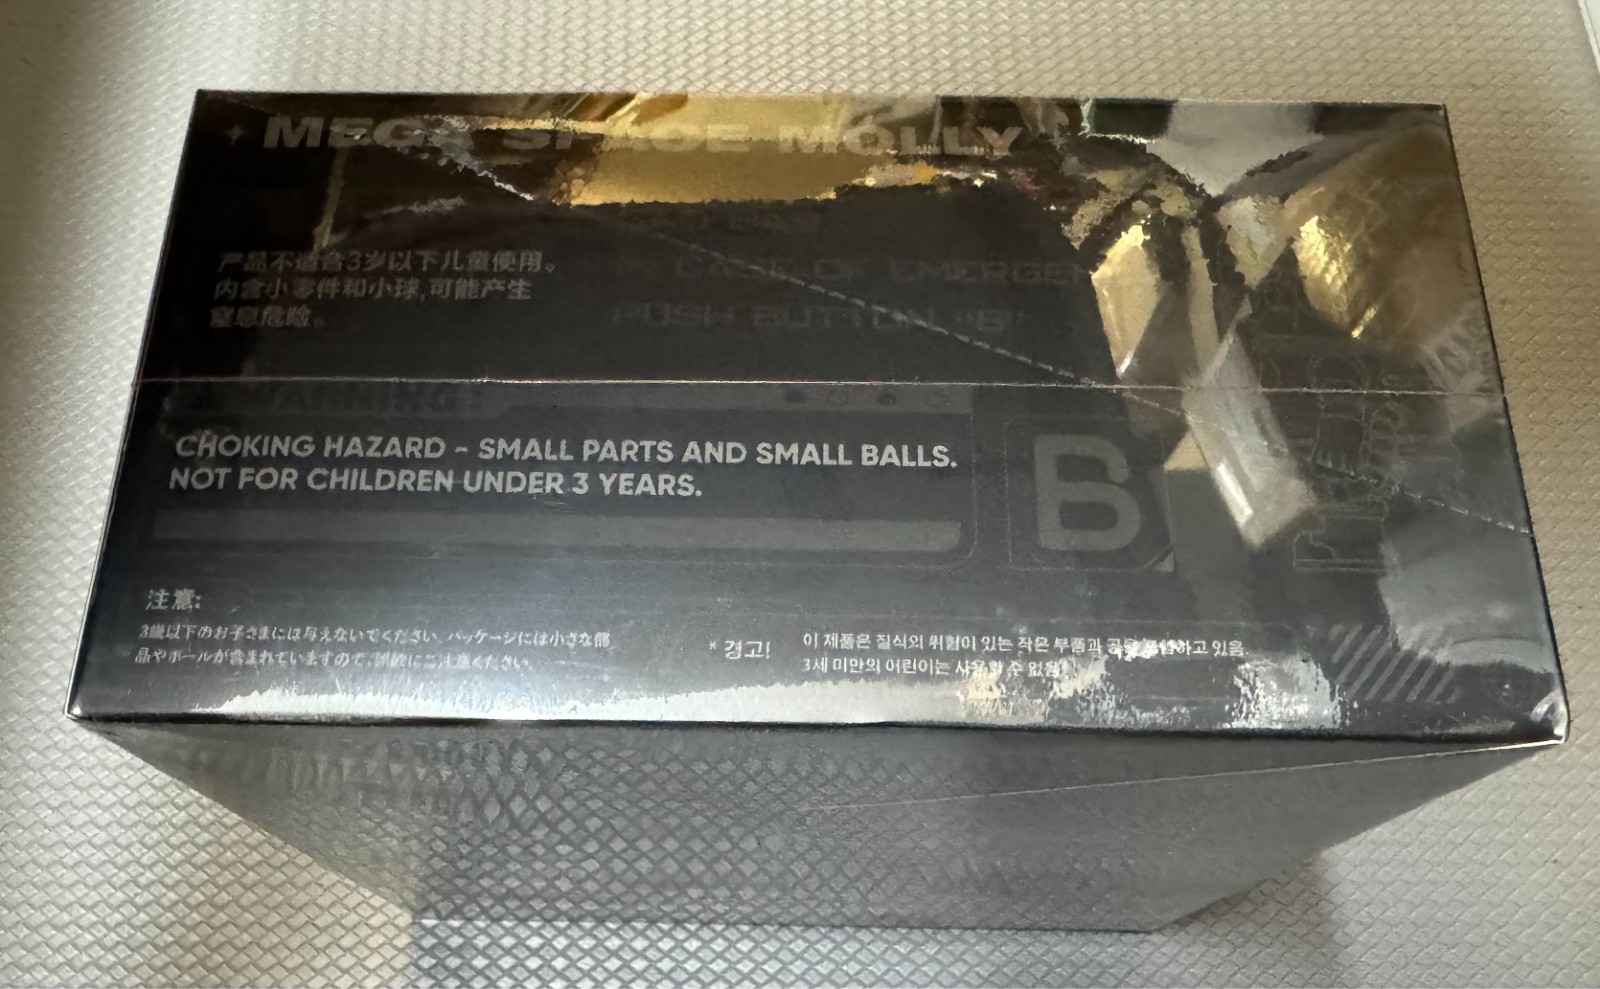 MEGA SPACE MOLLY
产品不适合3岁以下儿童使用。
内含小零件和小球,可能产生
窒息危险。
IN CASE OF EMERGEN
PUSH BUTTON "B"
WARNING:
CHOKING HAZARD - SMALL PARTS AND SMALL BALLS.
NOT FOR CHILDREN UNDER 3 YEARS.
B
注意:
3歳以下のお子さまには与えないでください。パッケージには小さな部
品やボールが含まれていますので、誤飲にご注意ください。
* 경고!
이 제품은 질식의 위험이 있는 작은 부품과 공을 포함하고 있음.
3세 미만의 어린이는 사용할 수 없음.